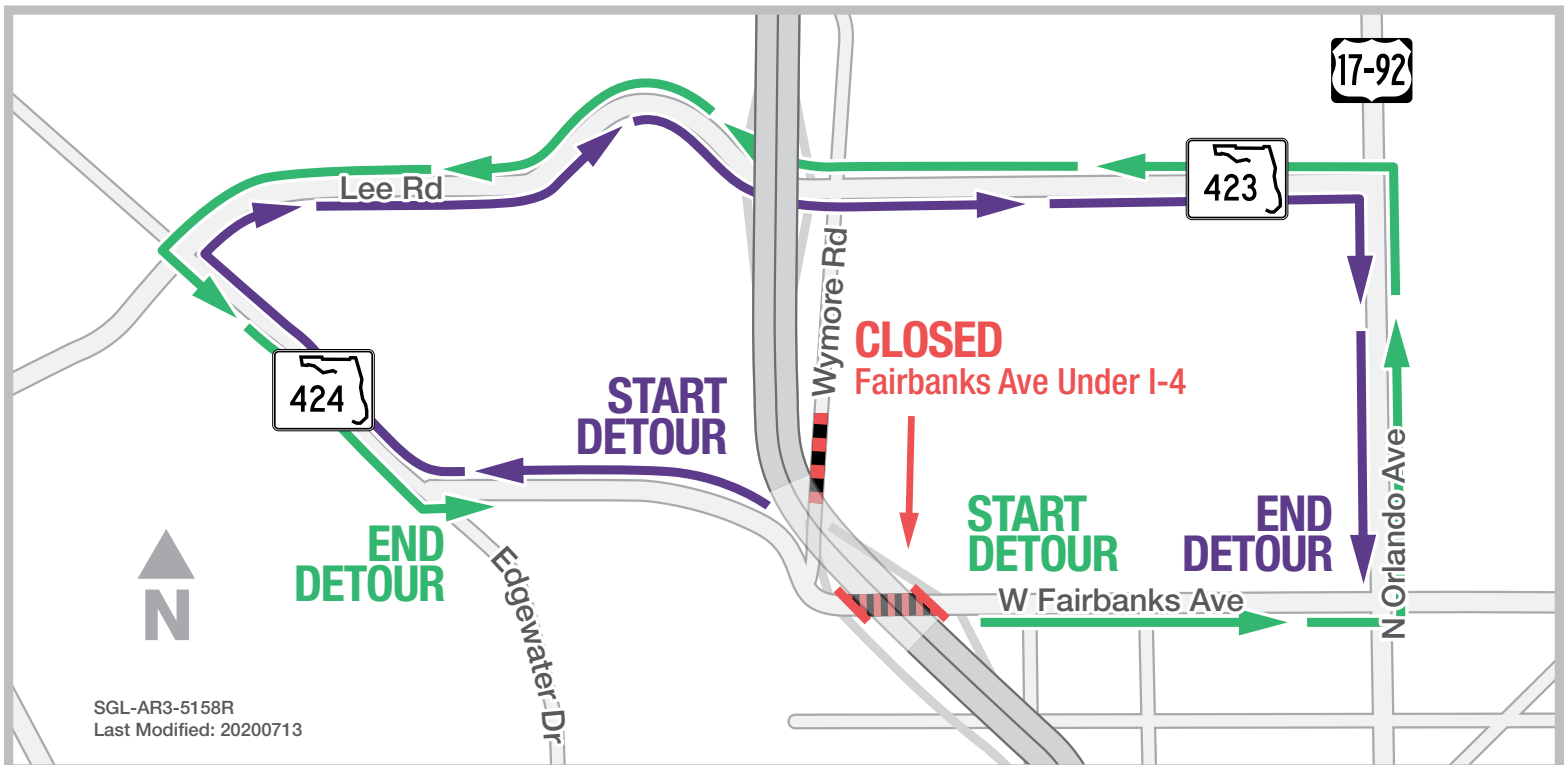 17-92
Lee Rd
423
Wymore Rd
CLOSED
Fairbanks Ave Under I-4
424
START
DETOUR
START
DETOUR
END
DETOUR
END
DETOUR
W Fairbanks Ave
N Orlando Ave
Edgewater Dr
N
SGL-AR3-5158R
Last Modified: 20200713